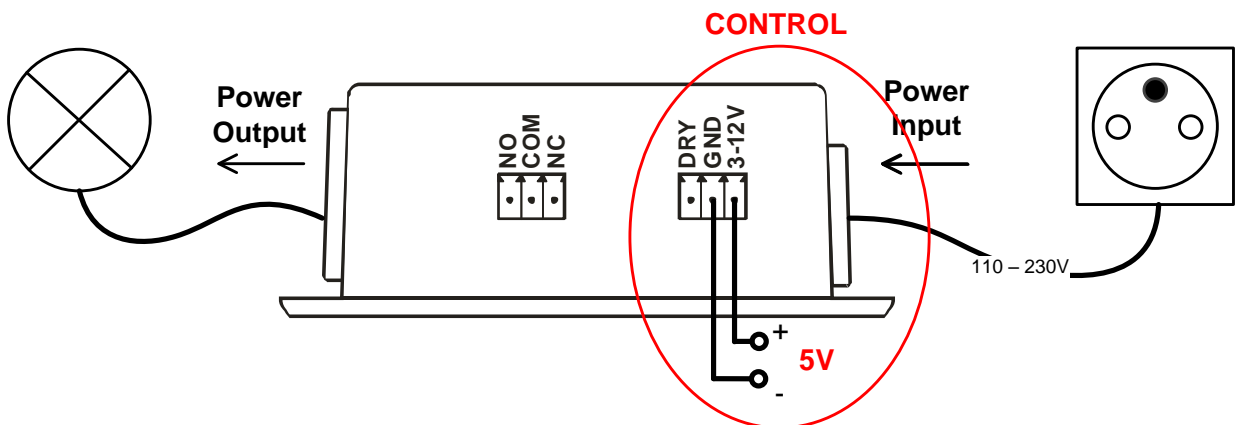 CONTROL
Power
Output
NO
COM
NC
DRY
GND
3-12V
Power
Input
110 – 230V
+
5V
-